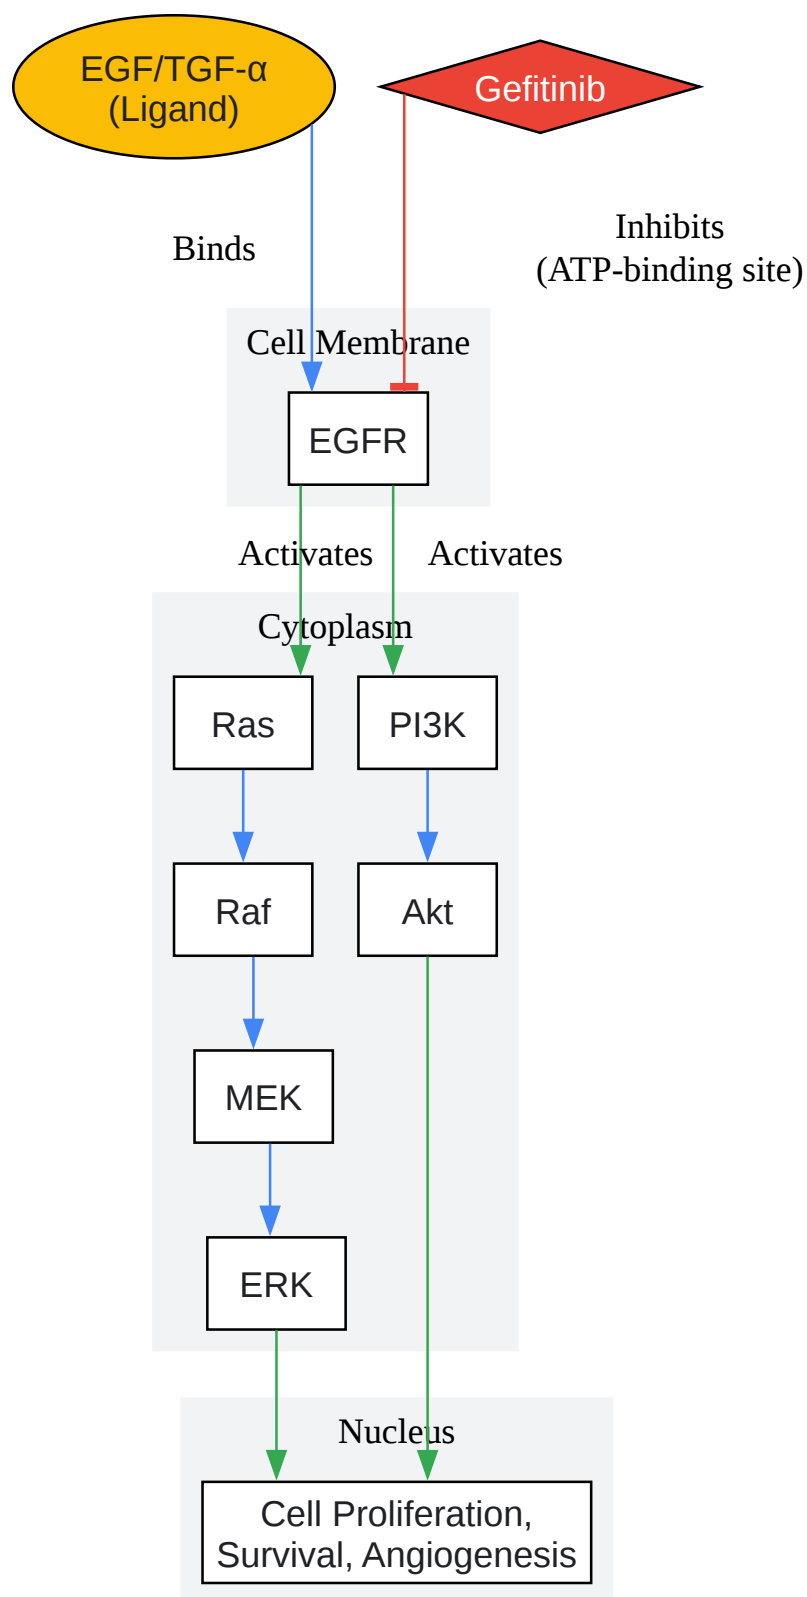 EGF/TGF-α
(Ligand)
Gefitinib
Binds
Inhibits
(ATP-binding site)
Cell Membrane
EGFR
Activates
Activates
Cytoplasm
Ras
PI3K
Raf
Akt
MEK
ERK
Nucleus
Cell Proliferation,
Survival, Angiogenesis